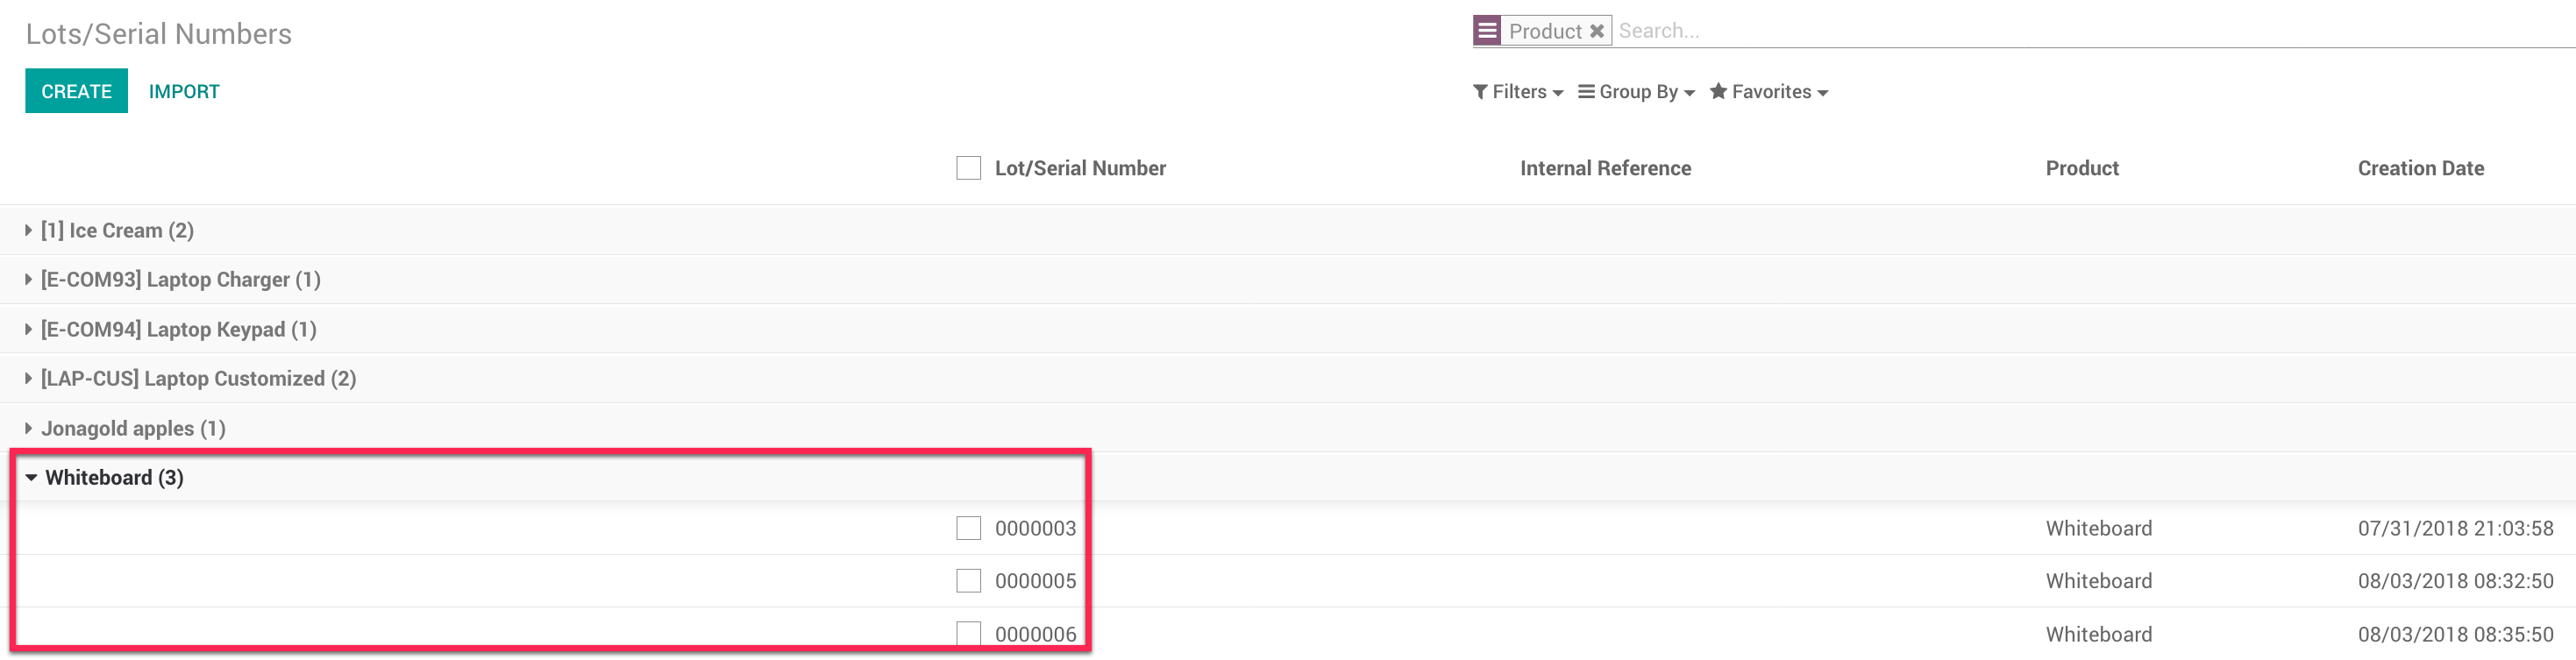 Lots/Serial Numbers
Product Search...
CREATE IMPORT
Filters Group By Favorites
Lot/Serial Number Internal Reference Product Creation Date
[1] Ice Cream (2)
[E-COM93] Laptop Charger (1)
[E-COM94] Laptop Keypad (1)
[LAP-CUS] Laptop Customized (2)
Jonagold apples (1)
Whiteboard (3)
0000003 Whiteboard 07/31/2018 21:03:58
0000005 Whiteboard 08/03/2018 08:32:50
0000006 Whiteboard 08/03/2018 08:35:50